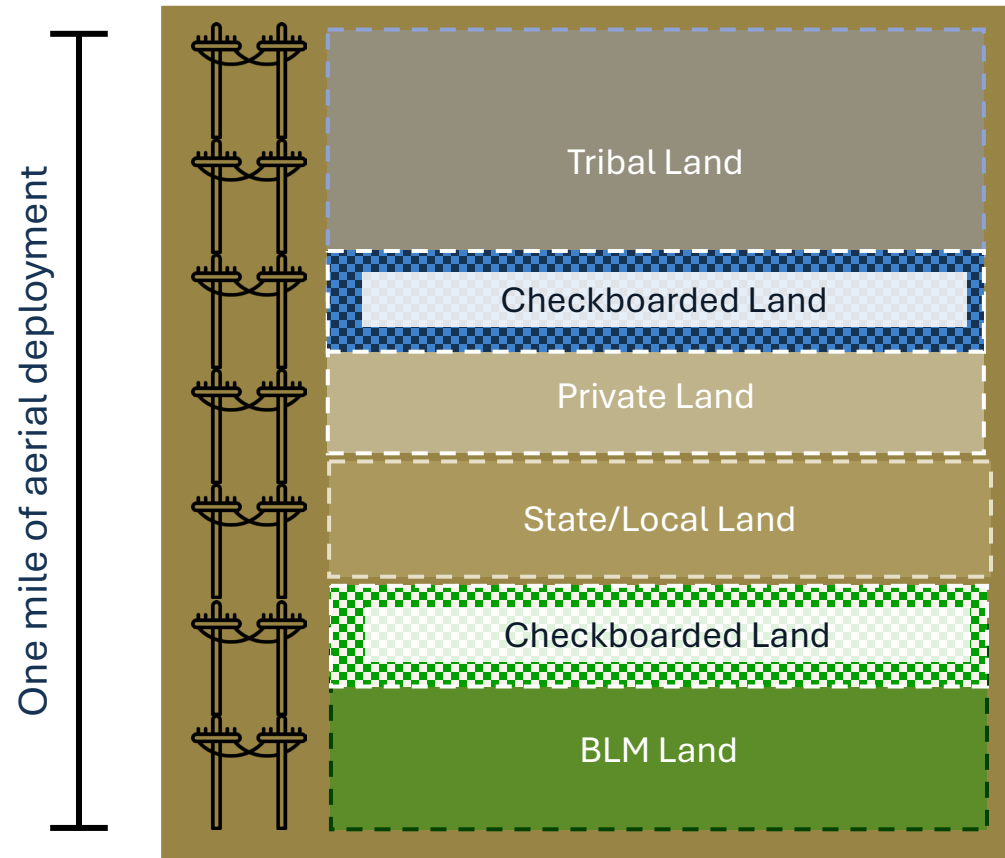 One mile of aerial deployment
Tribal Land
Checkboarded Land
Private Land
State/Local Land
Checkboarded Land
BLM Land